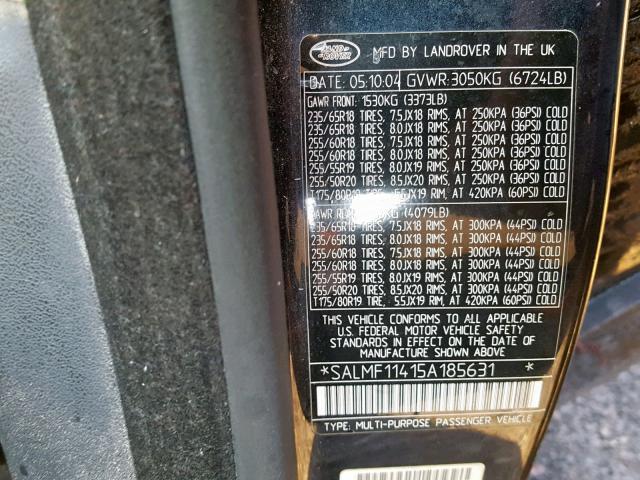 LAND ROVER
MFD BY LANDROVER IN THE UK
DATE: 05:10:04 GVWR: 3050KG (6724LB)
GAWR FRONT: 1530KG (3373LB)
235/65R18 TIRES, 7.5JX18 RIMS, AT 250KPA (36PSI) COLD
235/65R18 TIRES, 8.0JX18 RIMS, AT 250KPA (36PSI) COLD
255/60R18 TIRES, 7.5JX18 RIMS, AT 250KPA (36PSI) COLD
255/60R18 TIRES, 8.0JX18 RIMS, AT 250KPA (36PSI) COLD
255/55R19 TIRES, 8.0JX19 RIMS, AT 250KPA (36PSI) COLD
255/50R20 TIRES, 8.5JX20 RIMS, AT 250KPA (36PSI) COLD
T175/80R19 TIRE, 5.5JX19 RIM, AT 420KPA (60PSI) COLD
GAWR (4079LB)
235/65R18 TIRES, 7.5JX18 RIMS, AT 300KPA (44PSI) COLD
235/65R18 TIRES, 8.0JX18 RIMS, AT 300KPA (44PSI) COLD
255/60R18 TIRES, 7.5JX18 RIMS, AT 300KPA (44PSI) COLD
255/60R18 TIRES, 8.0JX18 RIMS, AT 300KPA (44PSI) COLD
255/55R19 TIRES, 8.0JX19 RIMS, AT 300KPA (44PSI) COLD
255/50R20 TIRES, 8.5JX20 RIMS, AT 300KPA (44PSI) COLD
T175/80R19 TIRE, 5.5JX19 RIM, AT 420KPA (60PSI) COLD
THIS VEHICLE CONFORMS TO ALL APPLICABLE
U.S. FEDERAL MOTOR VEHICLE SAFETY
STANDARDS IN EFFECT ON THE DATE OF
MANUFACTURE SHOWN ABOVE
*SALMF11415A185631 *
TYPE: MULTI-PURPOSE PASSENGER VEHICLE